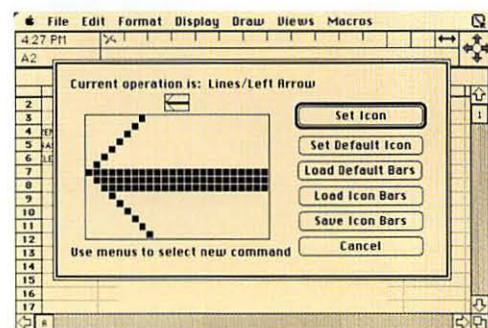 File Edit Format Display Draw Views Macros
4:27 PM
A2
Current operation is: Lines/Left Arrow
Set Icon
Set Default Icon
Load Default Bars
Load Icon Bars
Save Icon Bars
Cancel
Use menus to select new command
2
3
4
5
6
7
8
9
10
11
12
13
14
15
16
17
1
A